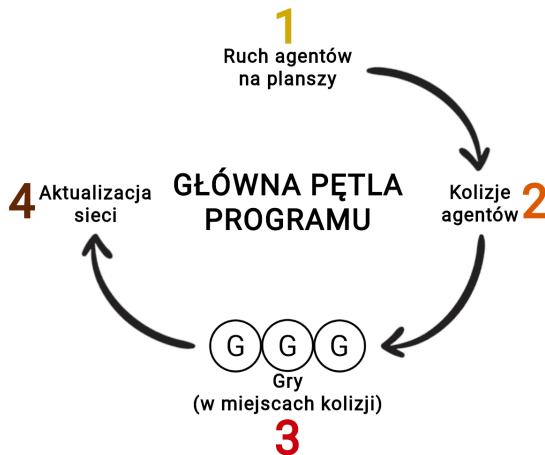 1
Ruch agentów
na planszy
GŁÓWNA PĘTLA
PROGRAMU
Kolizje
agentów
2
G G G
Gry
(w miejscach kolizji)
3
4
Aktualizacja
sieci